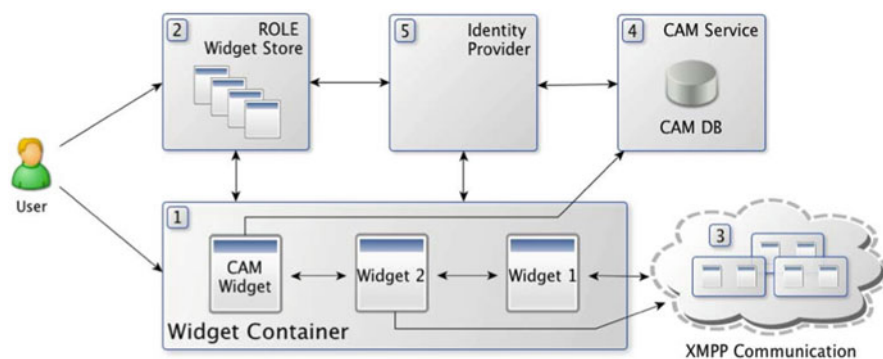 2
ROLE
Widget Store
5
Identity
Provider
4
CAM Service
CAM DB
User
1
CAM
Widget
Widget 2
Widget 1
Widget Container
3
XMPP Communication